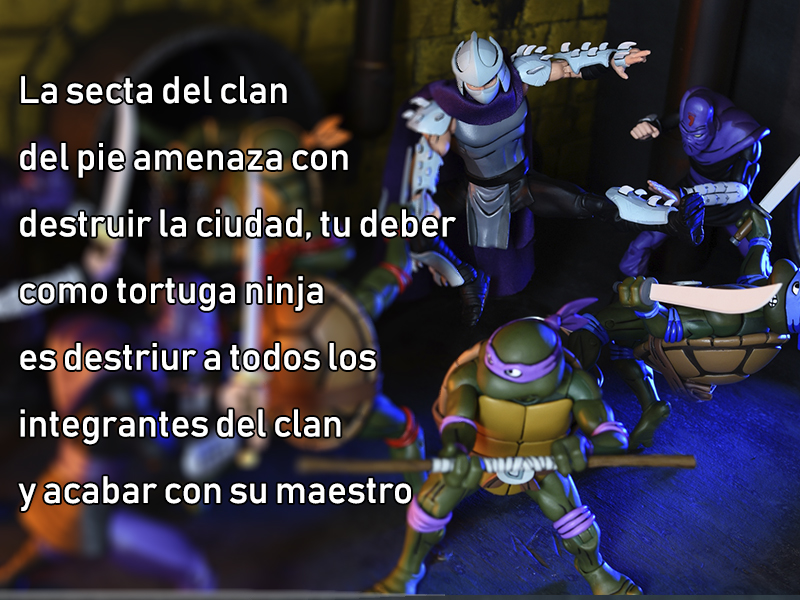 La secta del clan
del pie amenaza con
destruir la ciudad, tu deber
como tortuga ninja
es destriur a todos los
integrantes del clan
y acabar con su maestro